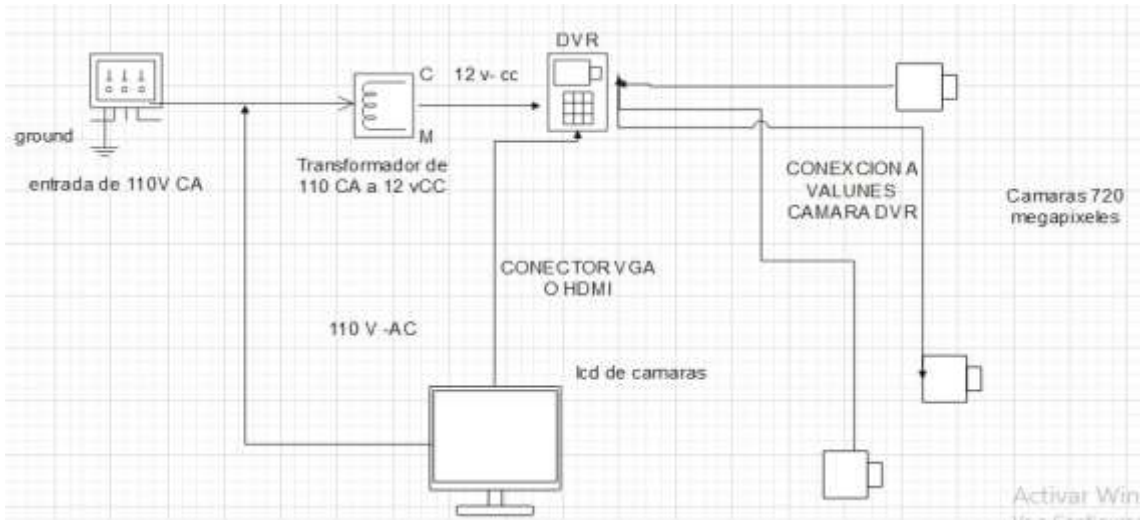 DVR
C
12 v- cc
M
ground
entrada de 110V CA
Transformador de
110 CA a 12 vCC
CONEXCION A
VALUNES
CAMARA DVR
Camaras 720
megapixeles
CONECTOR VGA
O HDMI
110 V -AC
lcd de camaras
Activar Win